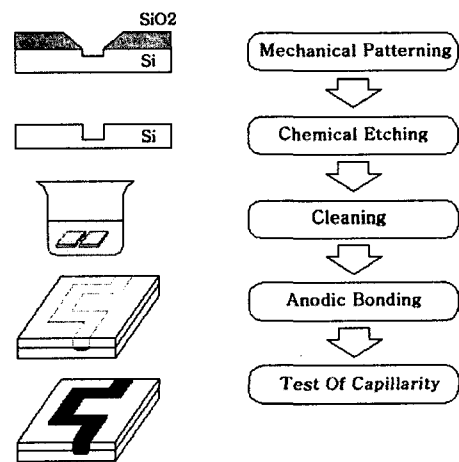 SiO2
Si
Mechanical Patterning
Si
Chemical Etching
Cleaning
Anodic Bonding
Test Of Capillarity